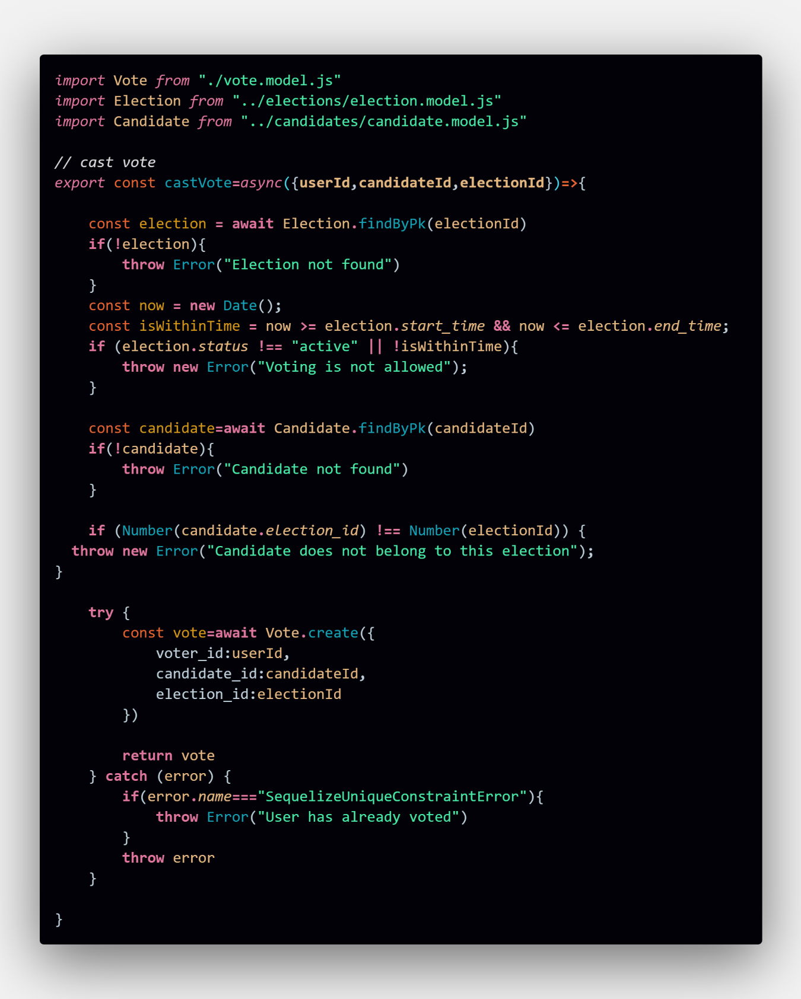 import Vote from "./vote.model.js"
import Election from "../elections/election.model.js"
import Candidate from "../candidates/candidate.model.js"

// cast vote
export const castVote=async({userId,candidateId,electionId})=>{

    const election = await Election.findByPk(electionId)
    if(!election){
        throw Error("Election not found")
    }
    const now = new Date();
    const isWithinTime = now >= election.start_time && now <= election.end_time;
    if (election.status !== "active" || !isWithinTime){
        throw new Error("Voting is not allowed");
    }

    const candidate=await Candidate.findByPk(candidateId)
    if(!candidate){
        throw Error("Candidate not found")
    }

    if (Number(candidate.election_id) !== Number(electionId)) {
  throw new Error("Candidate does not belong to this election");
}

    try {
        const vote=await Vote.create({
            voter_id:userId,
            candidate_id:candidateId,
            election_id:electionId
        })

        return vote
    } catch (error) {
        if(error.name==="SequelizeUniqueConstraintError"){
            throw Error("User has already voted")
        }
        throw error
    }

}